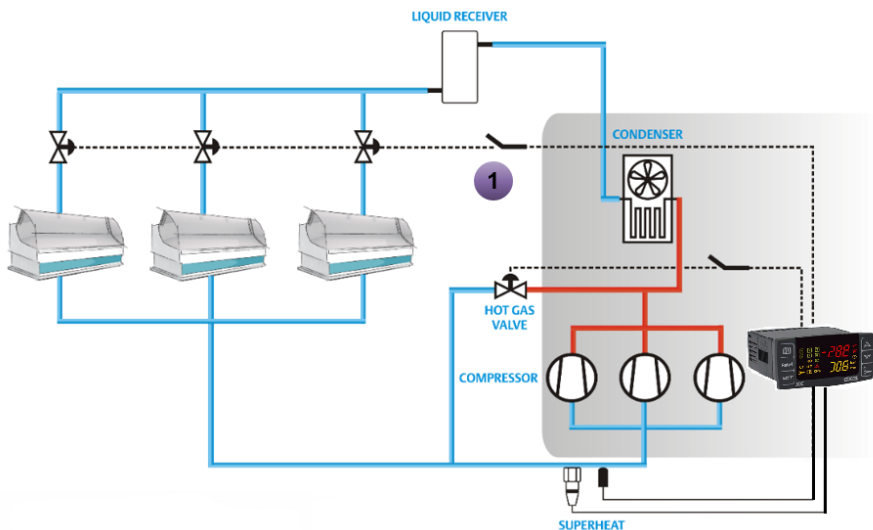 LIQUID RECEIVER
CONDENSER
1
HOT GAS
VALVE
COMPRESSOR
SUPERHEAT